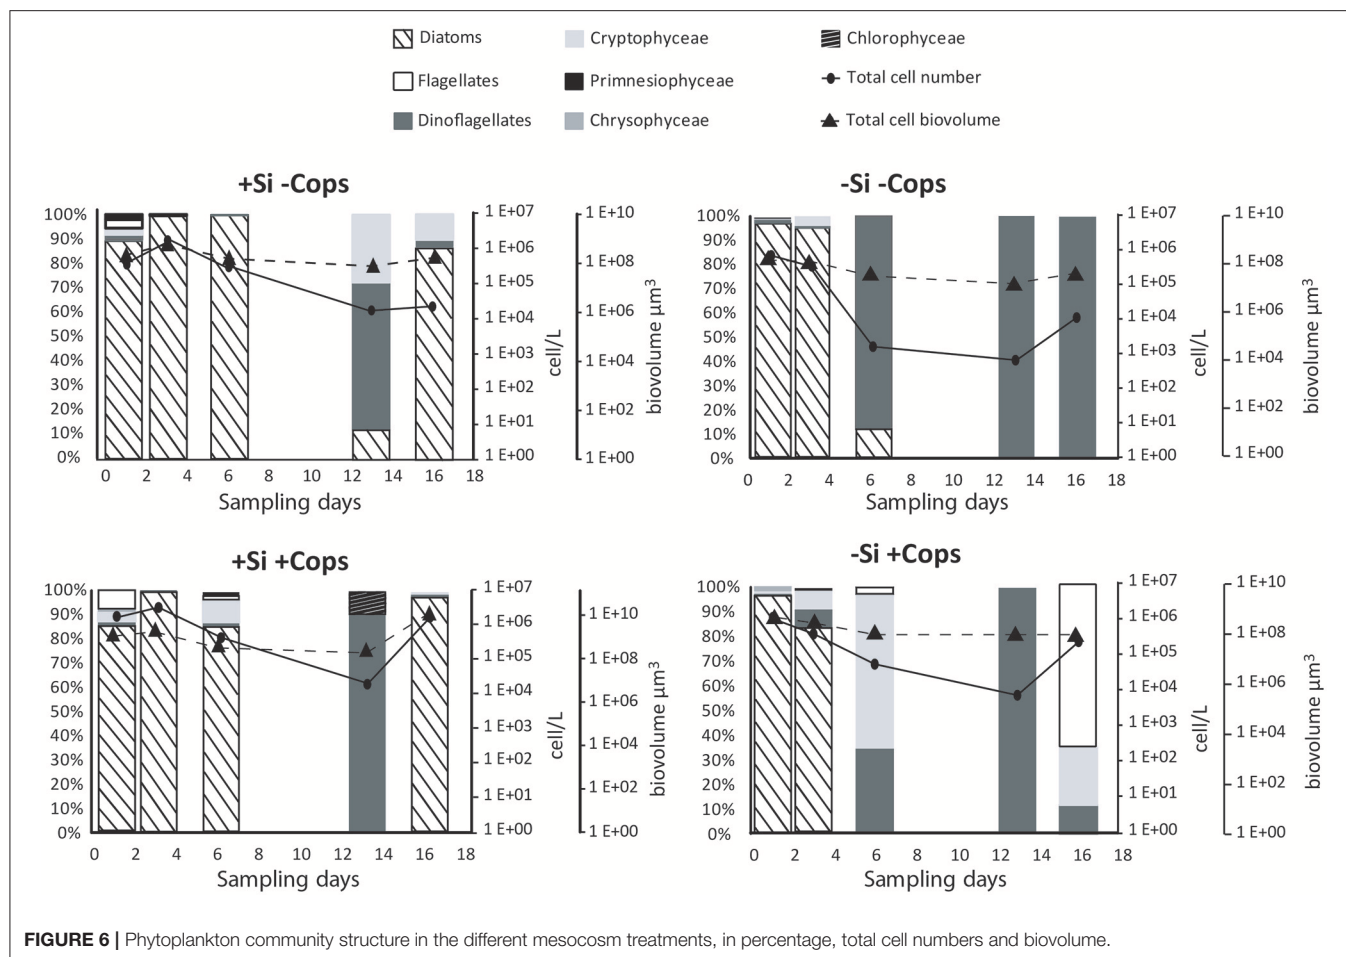 Diatoms
Cryptophyceae
Chlorophyceae
Flagellates
Primnesiophyceae
Total cell number
Dinoflagellates
Chrysophyceae
Total cell biovolume
+Si -Cops
100%
90%
80%
70%
60%
50%
40%
30%
20%
10%
0%
0 2 4 6 8 10 12 14 16 18
Sampling days
1 E+07
1 E+06
1 E+05
1 E+04
1 E+03
1 E+02
1 E+01
1 E+00
cell/L
1 E+10
1 E+08
1 E+06
1 E+04
1 E+02
1 E+00
biovolume µm³
-Si -Cops
100%
90%
80%
70%
60%
50%
40%
30%
20%
10%
0%
0 2 4 6 8 10 12 14 16 18
Sampling days
1 E+07
1 E+06
1 E+05
1 E+04
1 E+03
1 E+02
1 E+01
1 E+00
cell/L
1 E+10
1 E+08
1 E+06
1 E+04
1 E+02
1 E+00
biovolume µm³
+Si +Cops
100%
90%
80%
70%
60%
50%
40%
30%
20%
10%
0%
0 2 4 6 8 10 12 14 16 18
Sampling days
1 E+07
1 E+06
1 E+05
1 E+04
1 E+03
1 E+02
1 E+01
1 E+00
cell/L
1 E+10
1 E+08
1 E+06
1 E+04
1 E+02
1 E+00
biovolume µm³
-Si +Cops
100%
90%
80%
70%
60%
50%
40%
30%
20%
10%
0%
0 2 4 6 8 10 12 14 16 18
Sampling days
1 E+07
1 E+06
1 E+05
1 E+04
1 E+03
1 E+02
1 E+01
1 E+00
cell/L
1 E+10
1 E+08
1 E+06
1 E+04
1 E+02
1 E+00
biovolume µm³
FIGURE 6 | Phytoplankton community structure in the different mesocosm treatments, in percentage, total cell numbers and biovolume.